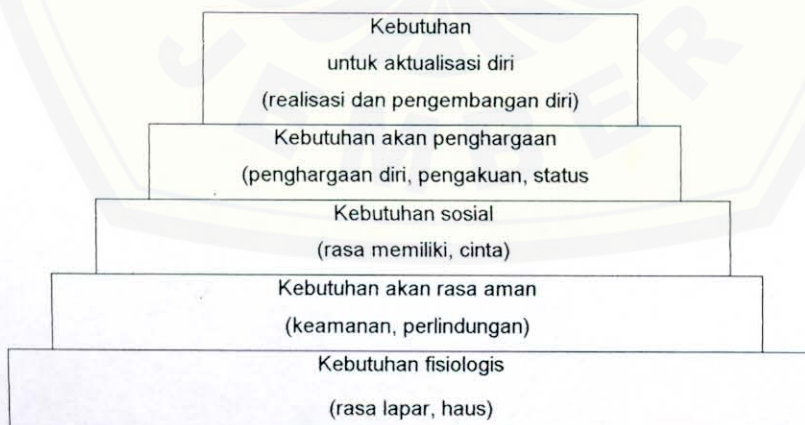 JEMBER
Kebutuhan
untuk aktualisasi diri
(realisasi dan pengembangan diri)
Kebutuhan akan penghargaan
(penghargaan diri, pengakuan, status
Kebutuhan sosial
(rasa memiliki, cinta)
Kebutuhan akan rasa aman
(keamanan, perlindungan)
Kebutuhan fisiologis
(rasa lapar, haus)